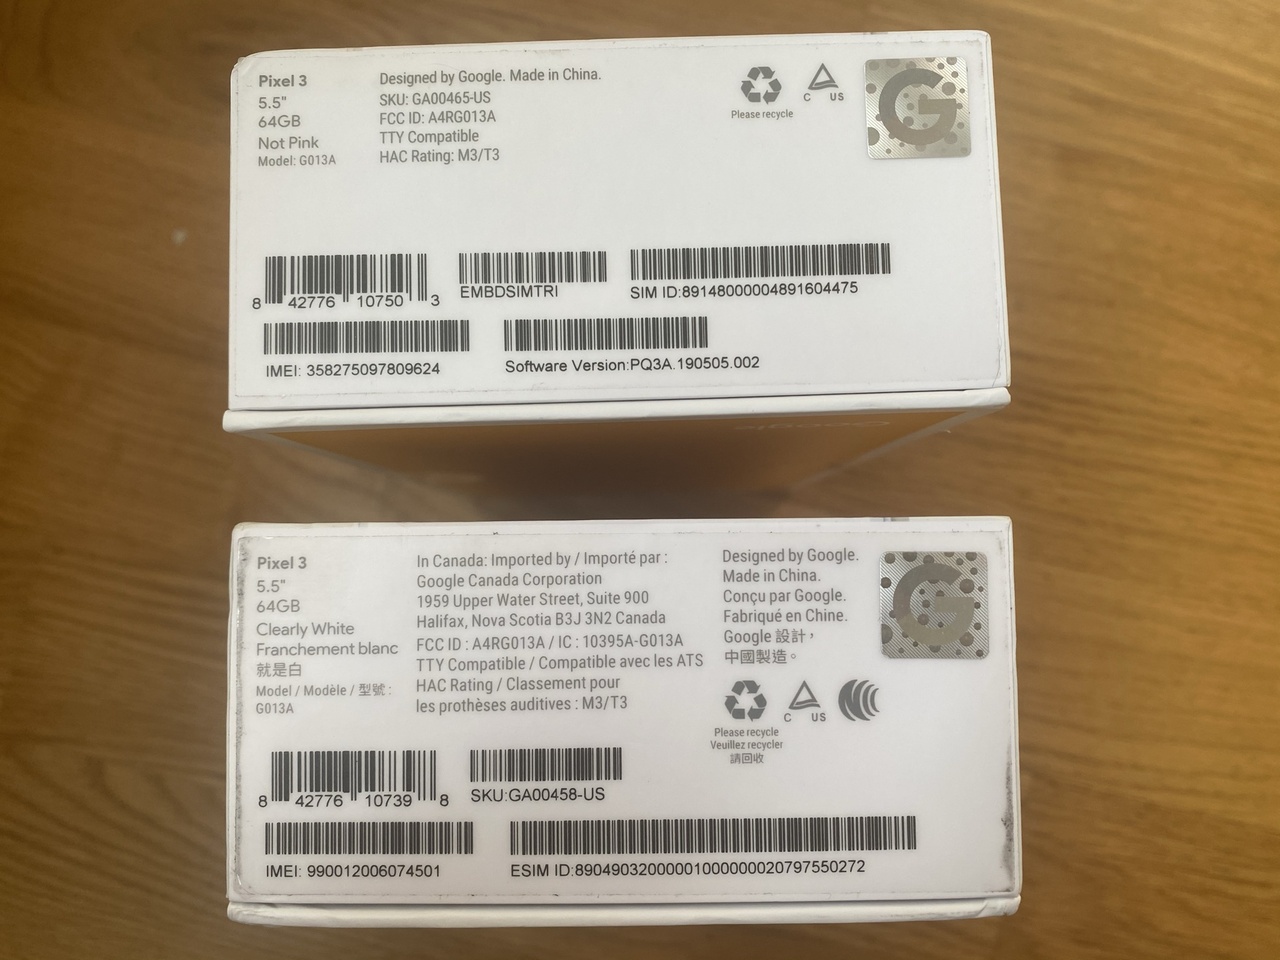 Pixel 3
5.5"
64GB
Not Pink
Model: G013A
Designed by Google. Made in China.
SKU: GA00465-US
FCC ID: A4RG013A
TTY Compatible
HAC Rating: M3/T3
Please recycle
C US
G
8 42776 10750 3
EMBDSIMTRI
SIM ID:89148000004891604475
IMEI: 358275097809624
Software Version:PQ3A.190505.002
Google
Pixel 3
5.5"
64GB
Clearly White
Franchement blanc
就是白
Model / Modèle / 型號 :
G013A
In Canada: Imported by / Importé par :
Google Canada Corporation
1959 Upper Water Street, Suite 900
Halifax, Nova Scotia B3J 3N2 Canada
FCC ID : A4RG013A / IC : 10395A-G013A
TTY Compatible / Compatible avec les ATS
HAC Rating / Classement pour
les prothèses auditives : M3/T3
Designed by Google.
Made in China.
Conçu par Google.
Fabriqué en Chine.
Google 設計，
中國製造。
Please recycle
Veuillez recycler
請回收
C US
G
8 42776 10739 8
SKU:GA00458-US
IMEI: 990012006074501
ESIM ID:89049032000001000000020797550272